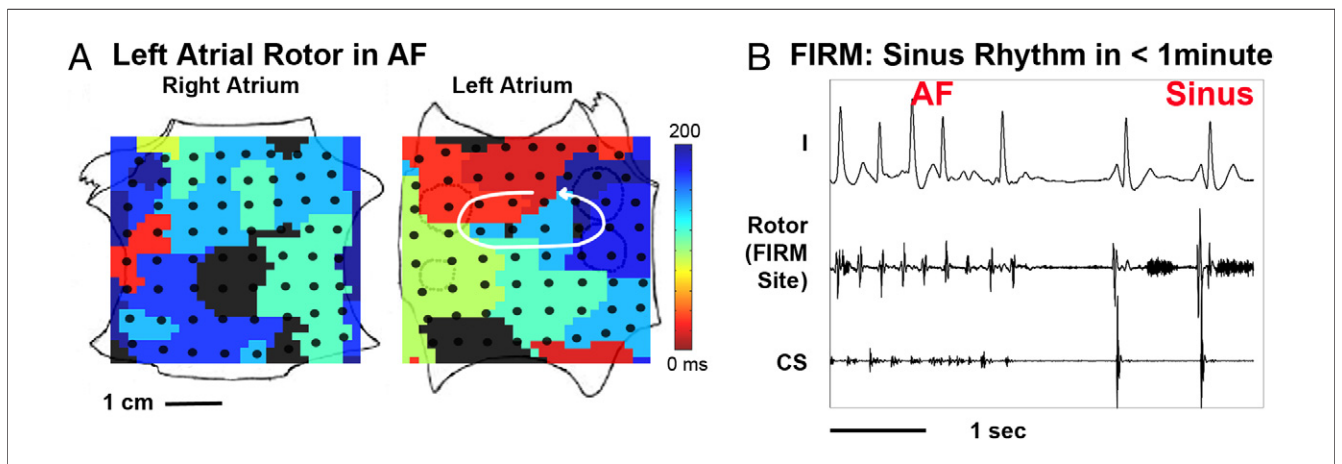 A Left Atrial Rotor in AF
Right Atrium
Left Atrium
200
0 ms
1 cm
B FIRM: Sinus Rhythm in < 1minute
AF
Sinus
I
Rotor
(FIRM
Site)
CS
1 sec